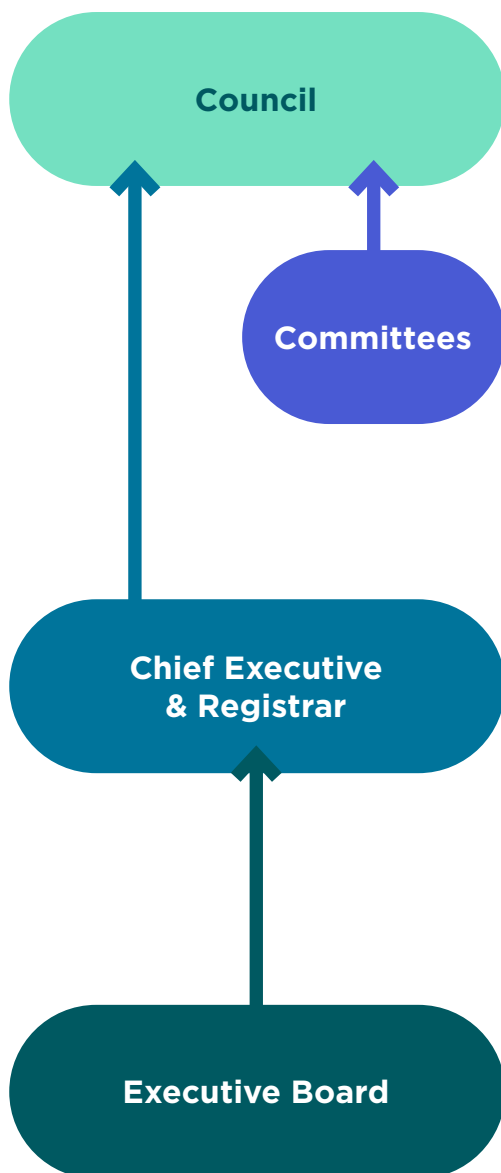 Council
Committees
Chief Executive
& Registrar
Executive Board